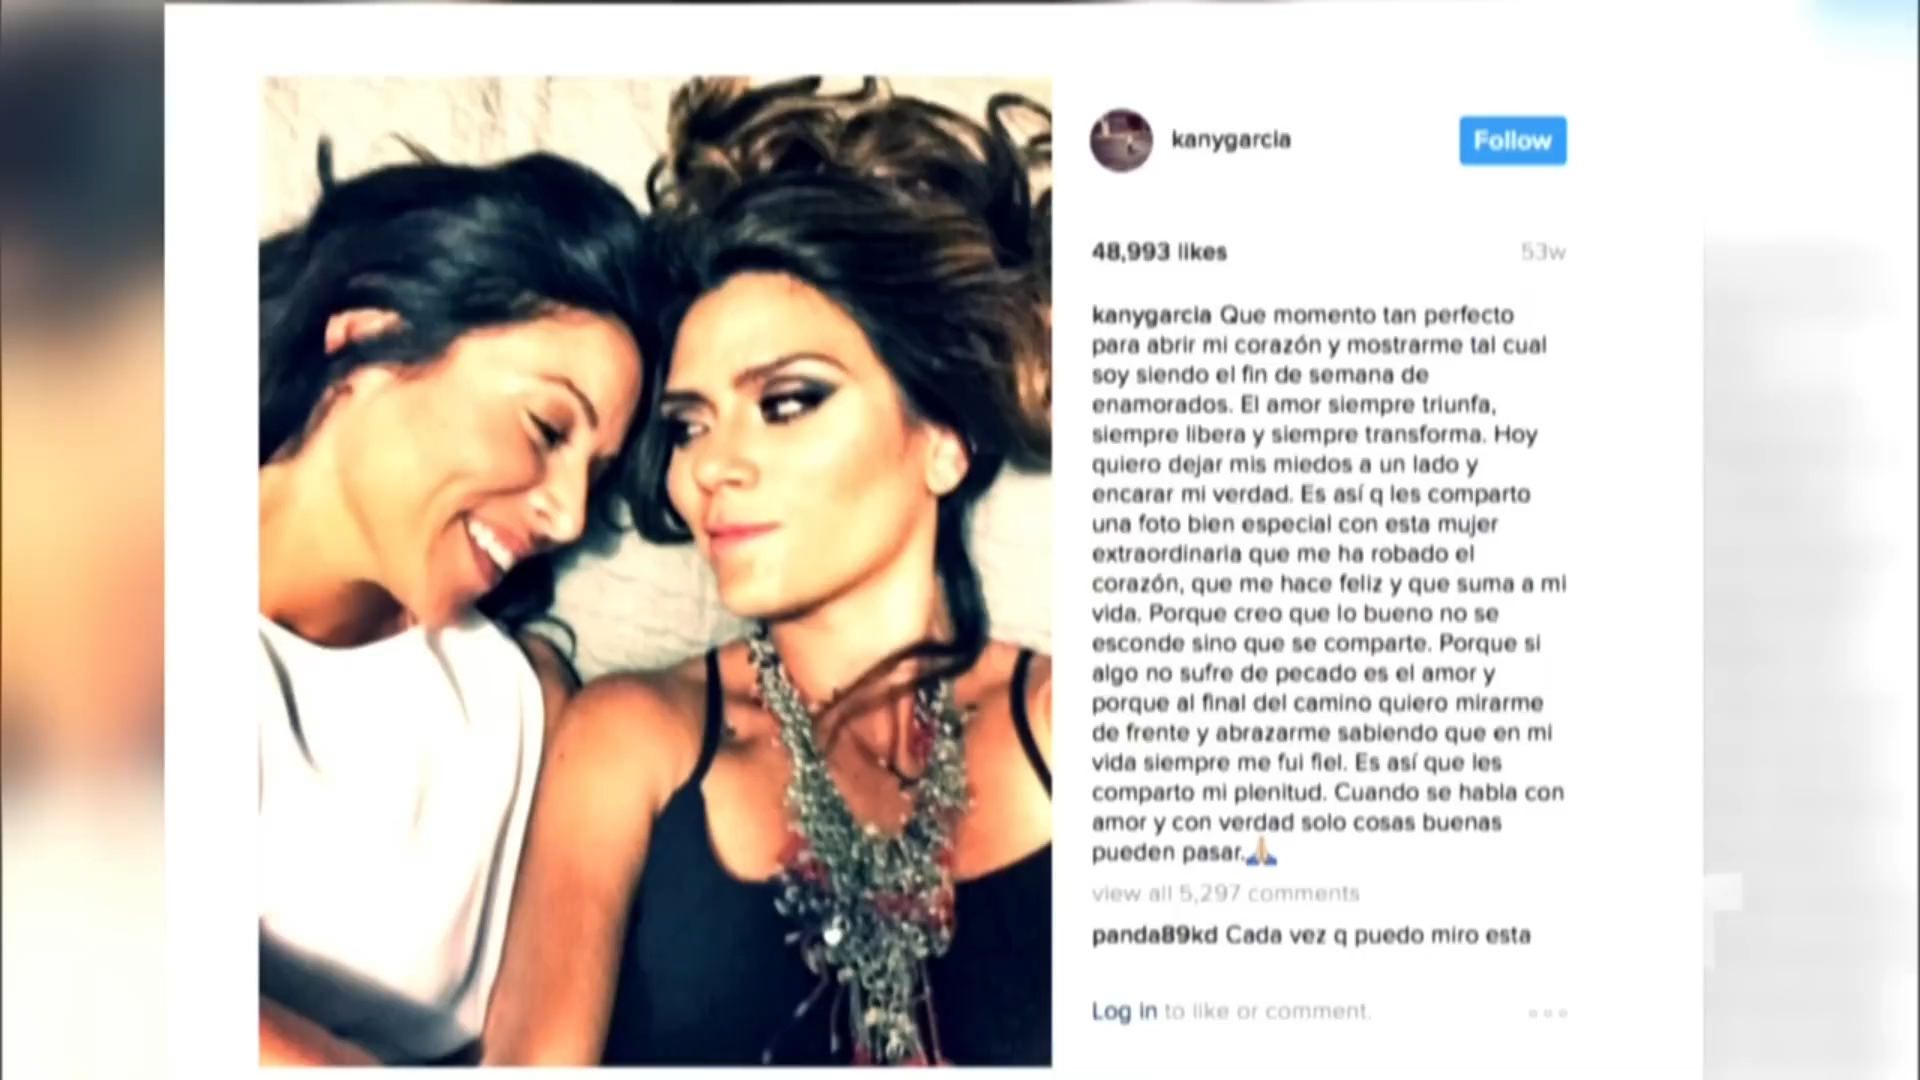 kanygarcia
Follow
48,993 likes
53w
kanygarcia Que momento tan perfecto
para abrir mi corazón y mostrarme tal cual
soy siendo el fin de semana de
enamorados. El amor siempre triunfa,
siempre libera y siempre transforma. Hoy
quiero dejar mis miedos a un lado y
encarar mi verdad. Es así q les comparto
una foto bien especial con esta mujer
extraordinaria que me ha robado el
corazón, que me hace feliz y que suma a mi
vida. Porque creo que lo bueno no se
esconde sino que se comparte. Porque si
algo no sufre de pecado es el amor y
porque al final del camino quiero mirarme
de frente y abrazarme sabiendo que en mi
vida siempre me fui fiel. Es así que les
comparto mi plenitud. Cuando se habla con
amor y con verdad solo cosas buenas
pueden pasar.🙏🏼
view all 5,297 comments
panda89kd Cada vez q puedo miro esta
Log in to like or comment.